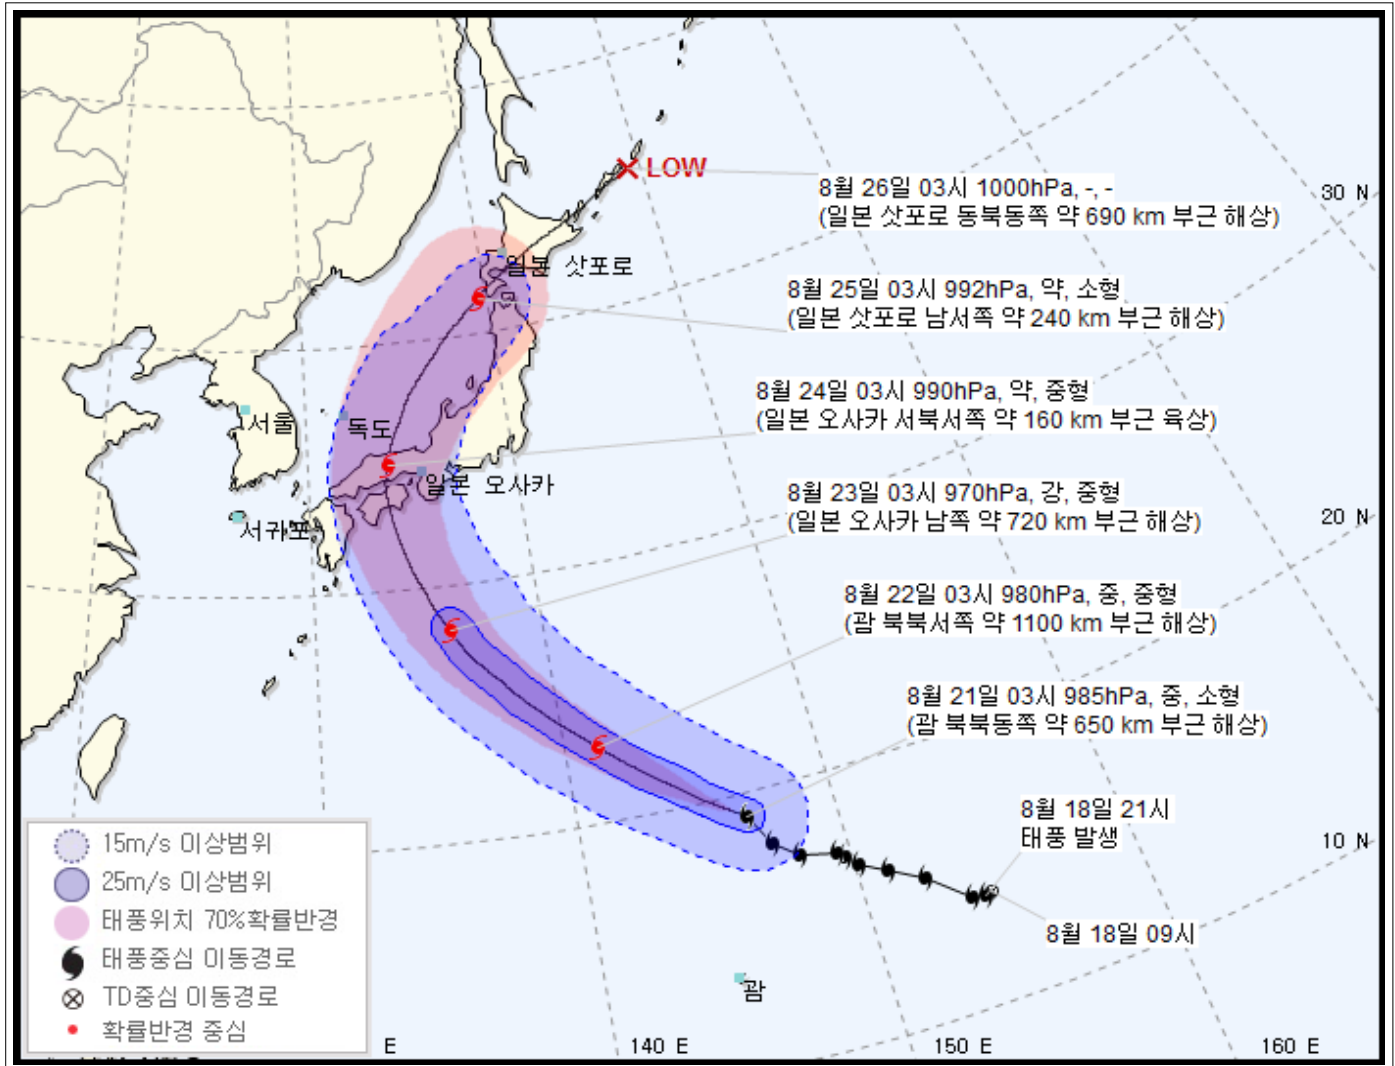 LOW
8월 26일 03시 1000hPa, -, -
(일본 삿포로 동북동쪽 약 690 km 부근 해상)
30 N
일본 삿포로
8월 25일 03시 992hPa, 약, 소형
(일본 삿포로 남서쪽 약 240 km 부근 해상)
8월 24일 03시 990hPa, 약, 중형
(일본 오사카 서북서쪽 약 160 km 부근 육상)
서울
독도
일본 오사카
8월 23일 03시 970hPa, 강, 중형
(일본 오사카 남쪽 약 720 km 부근 해상)
20 N
서귀포
8월 22일 03시 980hPa, 중, 중형
(괌 북북서쪽 약 1100 km 부근 해상)
8월 21일 03시 985hPa, 중, 소형
(괌 북북동쪽 약 650 km 부근 해상)
8월 18일 21시
태풍 발생
10 N
8월 18일 09시
괌
15m/s 이상범위
25m/s 이상범위
태풍위치 70%확률반경
태풍중심 이동경로
TD중심 이동경로
확률반경 중심
E
140 E
150 E
160 E